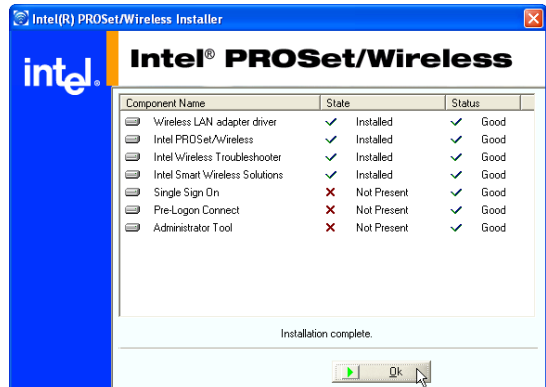 Intel(R) PROSet/Wireless Installer
intel®
Intel® PROSet/Wireless
Component Name State Status
Wireless LAN adapter driver Installed Good
Intel PROSet/Wireless Installed Good
Intel Wireless Troubleshooter Installed Good
Intel Smart Wireless Solutions Installed Good
Single Sign On Not Present Good
Pre-Logon Connect Not Present Good
Administrator Tool Not Present Good
Installation complete.
Ok